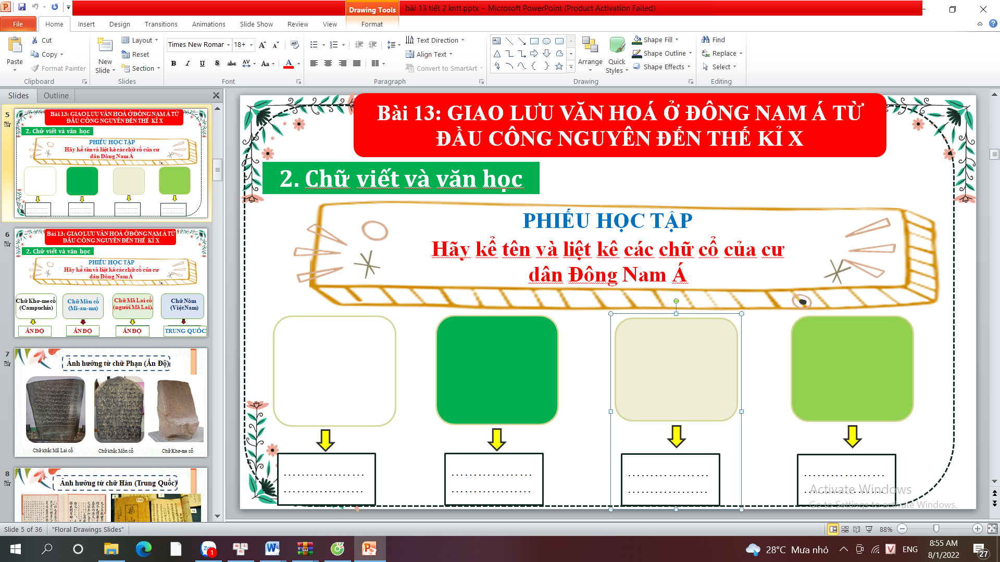 bài 13 tiết 2 kntt.pptx - Microsoft PowerPoint (Product Activation Failed)
Drawing Tools
File Home Insert Design Transitions Animations Slide Show Review View Format
Paste
Cut
Copy
Format Painter
Clipboard
New Slide
Layout
Reset
Section
Slides
Times New Romar 18+
B I U S abc AV Aa A
Font
Text Direction
Align Text
Convert to SmartArt
Paragraph
Arrange
Quick Styles
Shape Fill
Shape Outline
Shape Effects
Drawing
Find
Replace
Select
Editing
Slides Outline
5
Bài 13: GIAO LƯU VĂN HOÁ Ở ĐÔNG NAM Á TỪ
ĐẦU CÔNG NGUYÊN ĐẾN THẾ KỈ X
2. Chữ viết và văn học
PHIẾU HỌC TẬP
Hãy kể tên và liệt kê các chữ cổ của cư
dân Đông Nam Á
6
Bài 13: GIAO LƯU VĂN HOÁ Ở ĐÔNG NAM Á TỪ
ĐẦU CÔNG NGUYÊN ĐẾN THẾ KỈ X
2. Chữ viết và văn học
PHIẾU HỌC TẬP
Hãy kể tên và liệt kê các chữ cổ của cư
dân Đông Nam Á
Chữ Khơ-me cổ
(Campuchia)
Chữ Môn cổ
(Mi-an-ma)
Chữ Mã Lai cổ
(người Mã Lai).
Chữ Nôm
(Việt Nam)
ẤN ĐỘ
ẤN ĐỘ
ẤN ĐỘ
TRUNG QUỐC
7
Ảnh hưởng từ chữ Phạn (Ấn Độ)
Chữ khắc Mã Lai cổ
Chữ khắc Môn cổ
Chữ Khơ-me cổ
8
Ảnh hưởng từ chữ Hán (Trung Quốc)
Bài 13: GIAO LƯU VĂN HOÁ Ở ĐÔNG NAM Á TỪ
ĐẦU CÔNG NGUYÊN ĐẾN THẾ KỈ X
2. Chữ viết và văn học
PHIẾU HỌC TẬP
Hãy kể tên và liệt kê các chữ cổ của cư
dân Đông Nam Á
Activate Windows
Go to Settings to activate Windows.
Slide 5 of 36 "Floral Drawings Slides" 88%
28°C Mưa nhỏ
ENG
8:55 AM
8/1/2022
27